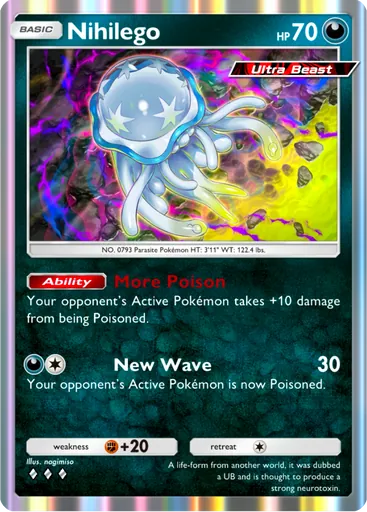 BASIC
Nihilego
HP 70
Ultra Beast
NO. 0793 Parasite Pokémon HT: 3'11" WT: 122.4 lbs.
Ability More Poison
Your opponent's Active Pokémon takes +10 damage
from being Poisoned.
New Wave 30
Your opponent's Active Pokémon is now Poisoned.
weakness +20 retreat
Illus. nagimiso
A life-form from another world, it was dubbed
a UB and is thought to produce a
strong neurotoxin.